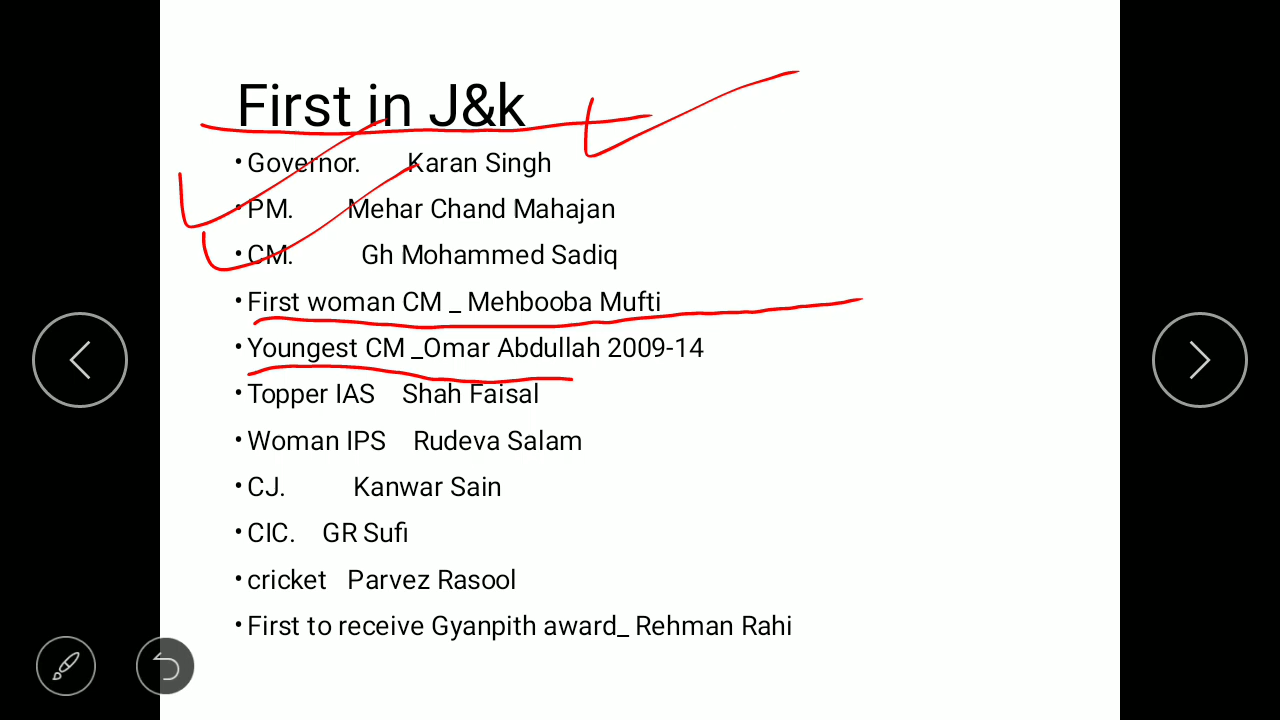 First in J&k
•Governor. Karan Singh
•PM. Mehar Chand Mahajan
•CM. Gh Mohammed Sadiq
•First woman CM _ Mehbooba Mufti
•Youngest CM _Omar Abdullah 2009-14
•Topper IAS Shah Faisal
•Woman IPS Rudeva Salam
•CJ. Kanwar Sain
•CIC. GR Sufi
•cricket Parvez Rasool
•First to receive Gyanpith award_ Rehman Rahi